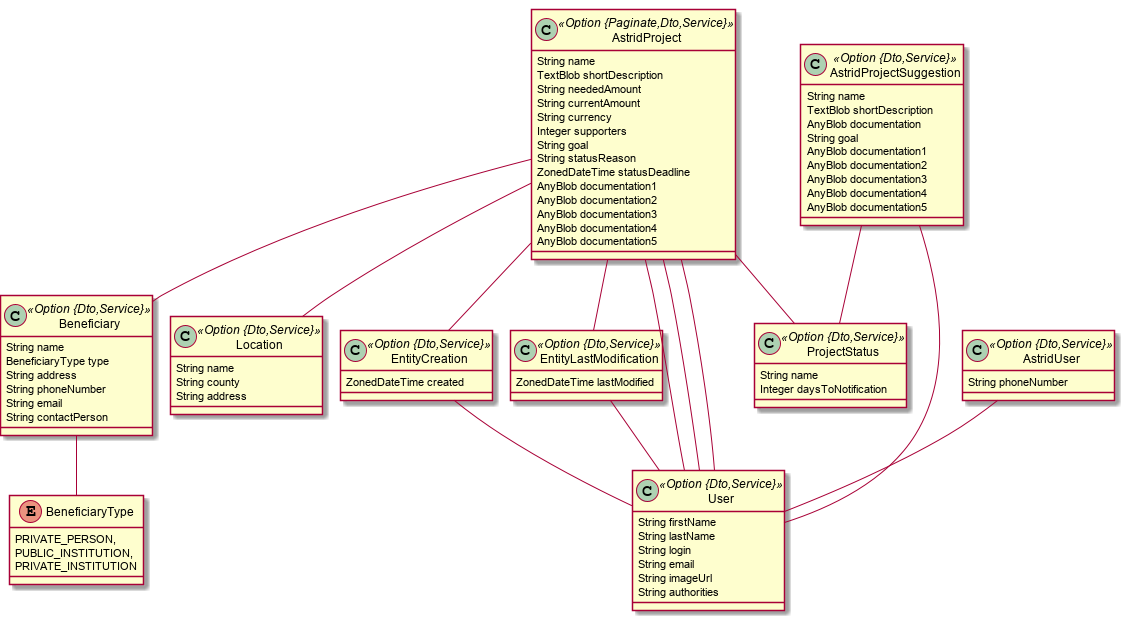 C «Option {Paginate,Dto,Service}»
AstridProject
String name
TextBlob shortDescription
String neededAmount
String currentAmount
String currency
Integer supporters
String goal
String statusReason
ZonedDateTime statusDeadline
AnyBlob documentation1
AnyBlob documentation2
AnyBlob documentation3
AnyBlob documentation4
AnyBlob documentation5
C «Option {Dto,Service}»
AstridProjectSuggestion
String name
TextBlob shortDescription
AnyBlob documentation
String goal
AnyBlob documentation1
AnyBlob documentation2
AnyBlob documentation3
AnyBlob documentation4
AnyBlob documentation5
C «Option {Dto,Service}»
Beneficiary
String name
BeneficiaryType type
String address
String phoneNumber
String email
String contactPerson
C «Option {Dto,Service}»
Location
String name
String county
String address
C «Option {Dto,Service}»
EntityCreation
ZonedDateTime created
C «Option {Dto,Service}»
EntityLastModification
ZonedDateTime lastModified
C «Option {Dto,Service}»
ProjectStatus
String name
Integer daysToNotification
C «Option {Dto,Service}»
AstridUser
String phoneNumber
E BeneficiaryType
PRIVATE_PERSON,
PUBLIC_INSTITUTION,
PRIVATE_INSTITUTION
C «Option {Dto,Service}»
User
String firstName
String lastName
String login
String email
String imageUrl
String authorities